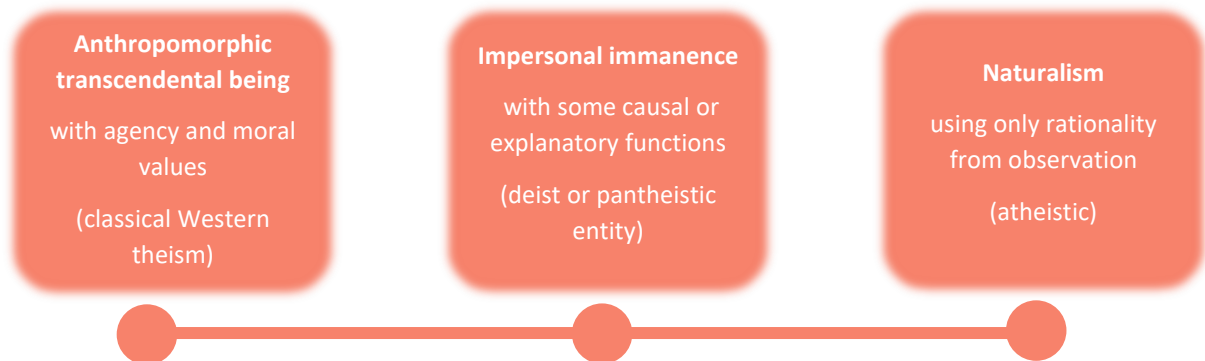 Anthropomorphic
transcendental being
with agency and moral
values
(classical Western
theism)
Impersonal immanence
with some causal or
explanatory functions
(deist or pantheistic
entity)
Naturalism
using only rationality
from observation
(atheistic)